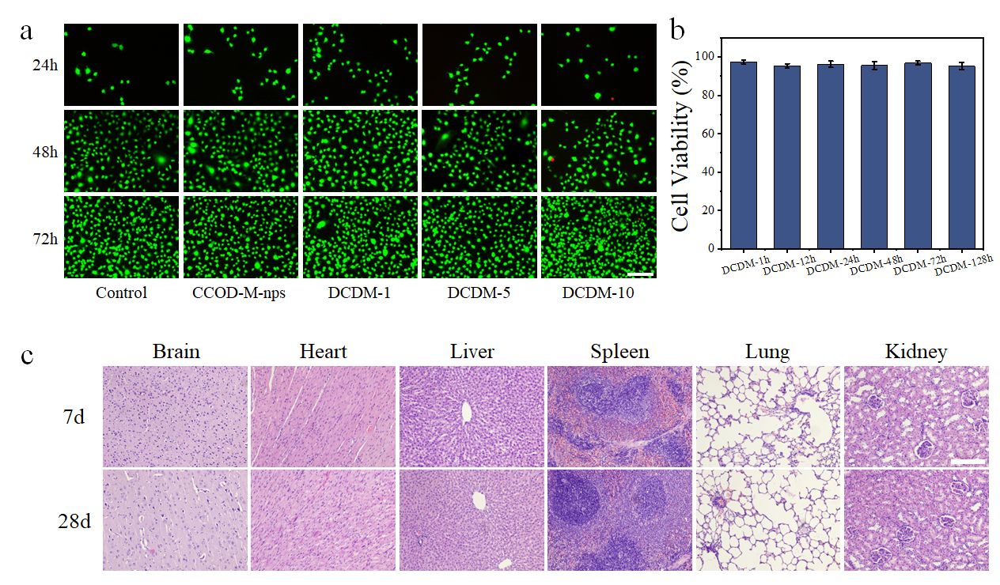 a
24h
48h
72h
Control CCOD-M-nps DCDM-1 DCDM-5 DCDM-10
b
Cell Viability (%)
100
80
60
40
20
0
DCDM-1h DCDM-12h DCDM-24h DCDM-48h DCDM-72h DCDM-128h
c
Brain Heart Liver Spleen Lung Kidney
7d
28d